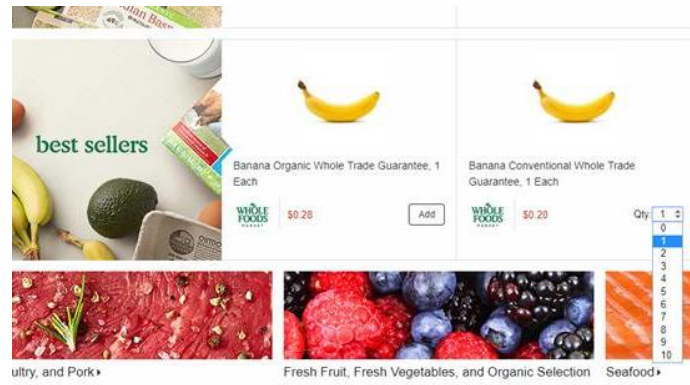 best sellers
Banana Organic Whole Trade Guarantee, 1
Each
WHOLE
FOODS
MARKET
$0.28
Add
Banana Conventional Whole Trade
Guarantee, 1 Each
WHOLE
FOODS
MARKET
$0.20
Qty: 1
0
1
2
3
4
5
6
7
8
9
10
ultry, and Pork
Fresh Fruit, Fresh Vegetables, and Organic Selection
Seafood